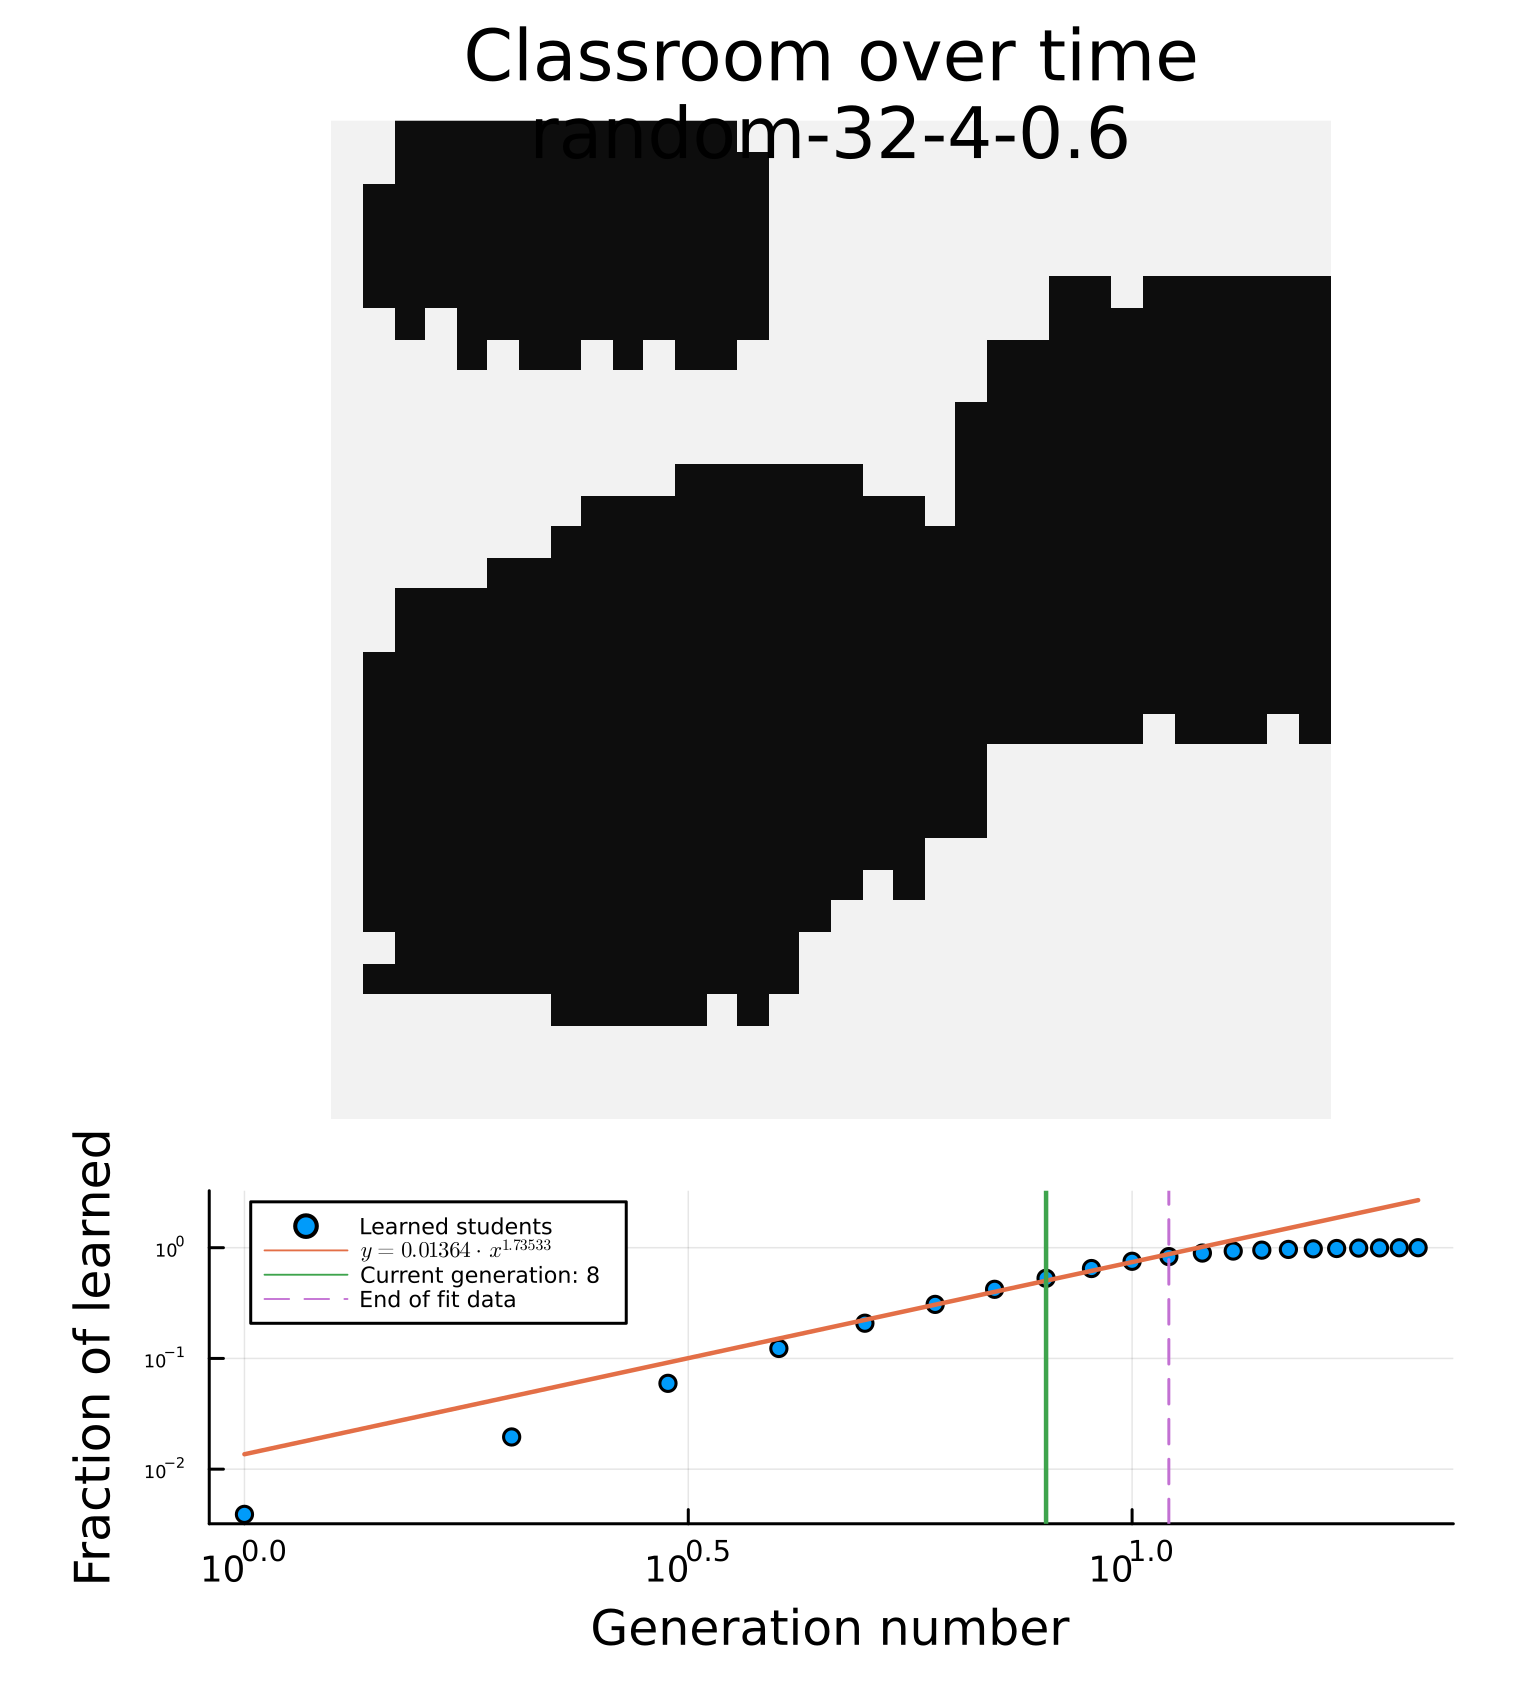 Classroom over time
random-32-4-0.6
Fraction of learned
10⁰
10⁻¹
10⁻²
Learned students
y = 0.01364 · x^1.73533
Current generation: 8
End of fit data
10^0.0
10^0.5
10^1.0
Generation number